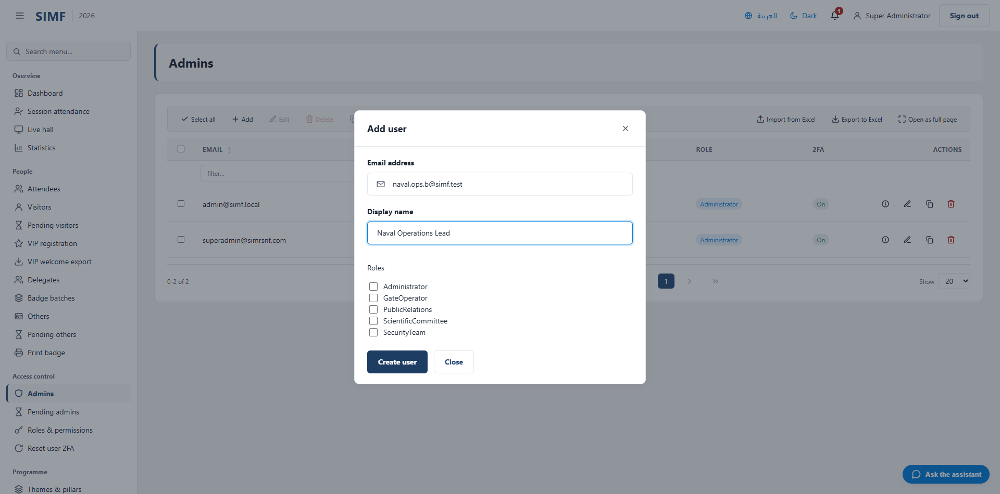 SIMF
2026
العربية
Dark
1
Super Administrator
Sign out
Search menu...
Overview
Dashboard
Session attendance
Live hall
Statistics
People
Attendees
Visitors
Pending visitors
VIP registration
VIP welcome export
Delegates
Badge batches
Others
Pending others
Print badge
Access control
Admins
Pending admins
Roles & permissions
Reset user 2FA
Programme
Themes & pillars
Admins
Select all
Add
Edit
Delete
Import from Excel
Export to Excel
Open as full page
EMAIL
ROLE
2FA
ACTIONS
filter...
admin@simf.local
Administrator
On
superadmin@simrsnf.com
Administrator
On
0-2 of 2
1
Show
20
Add user
Email address
naval.ops.b@simf.test
Display name
Naval Operations Lead
Roles
Administrator
GateOperator
PublicRelations
ScientificCommittee
SecurityTeam
Create user
Close
Ask the assistant